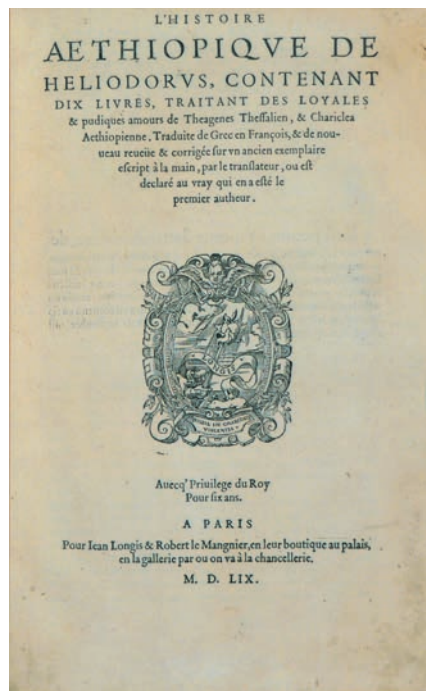 L'HISTOIRE
AETHIOPIQVE DE
HELIODORVS, CONTENANT
DIX LIVRES, TRAITANT DES LOYALES
& pudiques amours de Theagenes Theſſalien, & Chariclea
Aethiopienne. Traduite de Grec en François, & de nou-
ueau reueüe & corrigée ſur vn ancien exemplaire
eſcript à la main, par le tranſlateur, ou eſt
declaré au vray qui en a eſté le
premier autheur.
Auecq' Priuilege du Roy
Pour ſix ans.
A PARIS
Pour Iean Longis & Robert le Mangnier, en leur boutique au palais,
en la gallerie par ou on va à la chancellerie.
M. D. LIX.